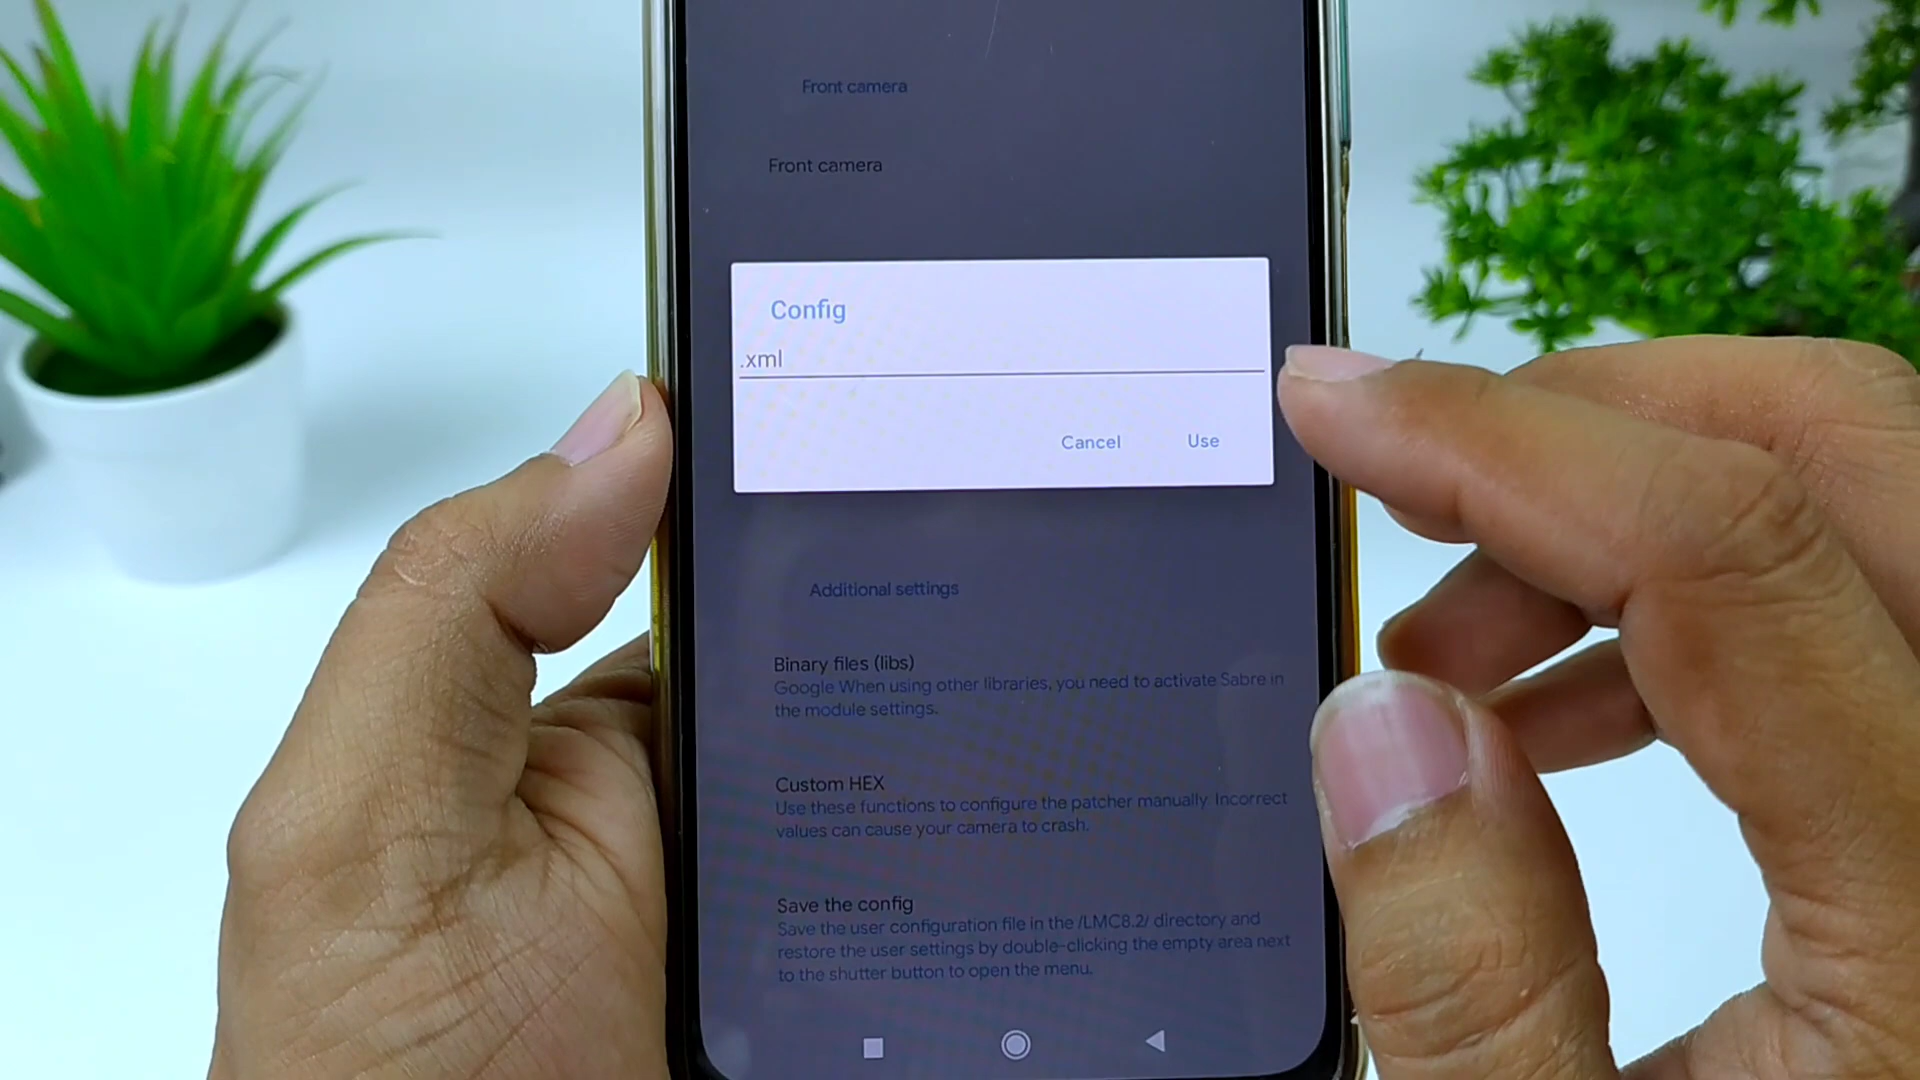 Front camera
Front camera
Config
.xml
Cancel Use
Additional settings
Binary files (libs)
Google When using other libraries, you need to activate Sabre in
the module settings.
Custom HEX
Use these functions to configure the patcher manually. Incorrect
values can cause your camera to crash.
Save the config
Save the user configuration file in the /LMC8.2/ directory and
restore the user settings by double-clicking the empty area next
to the shutter button to open the menu.